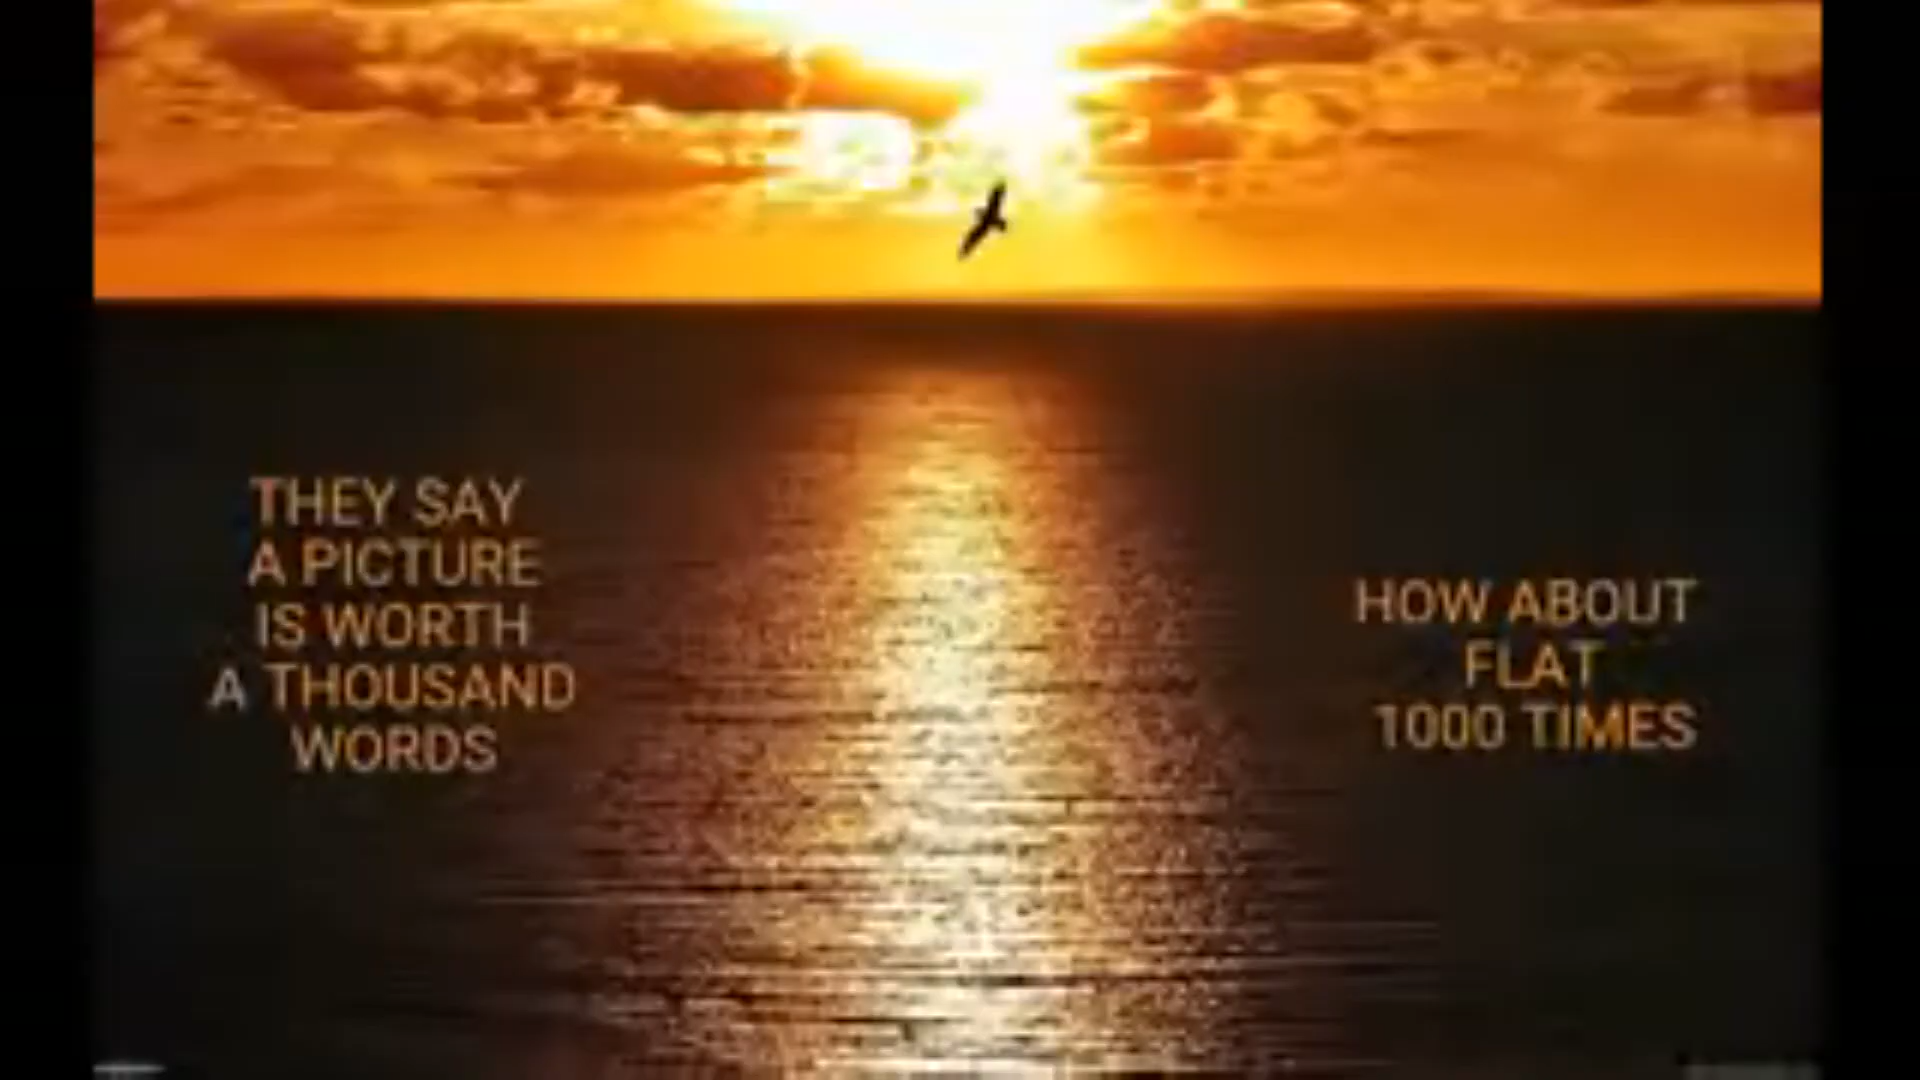 THEY SAY
A PICTURE
IS WORTH
A THOUSAND
WORDS
HOW ABOUT
FLAT
1000 TIMES